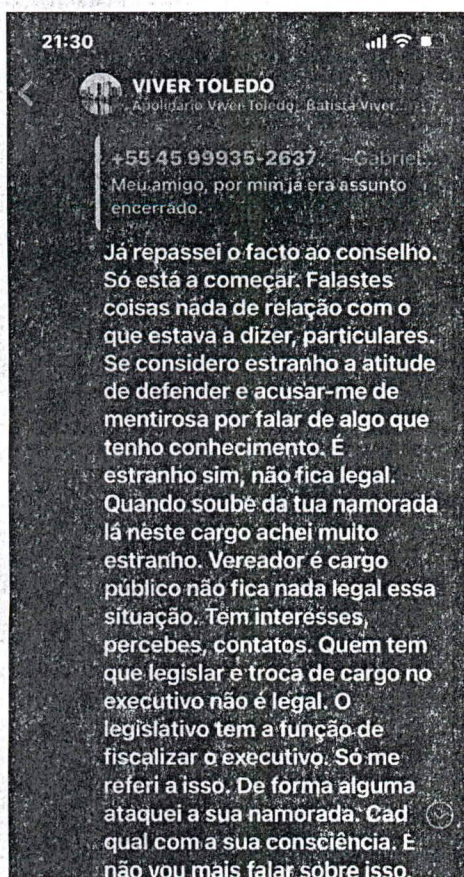 21:30
VIVER TOLEDO
Apolinario Viver Toledo, Batista Viver...
+55 45 99935-2637 ~Gabriel...
Meu amigo, por mim já era assunto
encerrado.
Já repassei o facto ao conselho.
Só está a começar. Falastes
coisas nada de relação com o
que estava a dizer, particulares.
Se considero estranho a atitude
de defender e acusar-me de
mentirosa por falar de algo que
tenho conhecimento. É
estranho sim, não fica legal.
Quando soube da tua namorada
lá neste cargo achei muito
estranho. Vereador é cargo
público não fica nada legal essa
situação. Tem interesses,
percebes, contatos. Quem tem
que legislar e troca de cargo no
executivo não é legal. O
legislativo tem a função de
fiscalizar o executivo. Só me
referi a isso. De forma alguma
ataquei a sua namorada. Cad
qual com a sua consciência. E
não vou mais falar sobre isso.